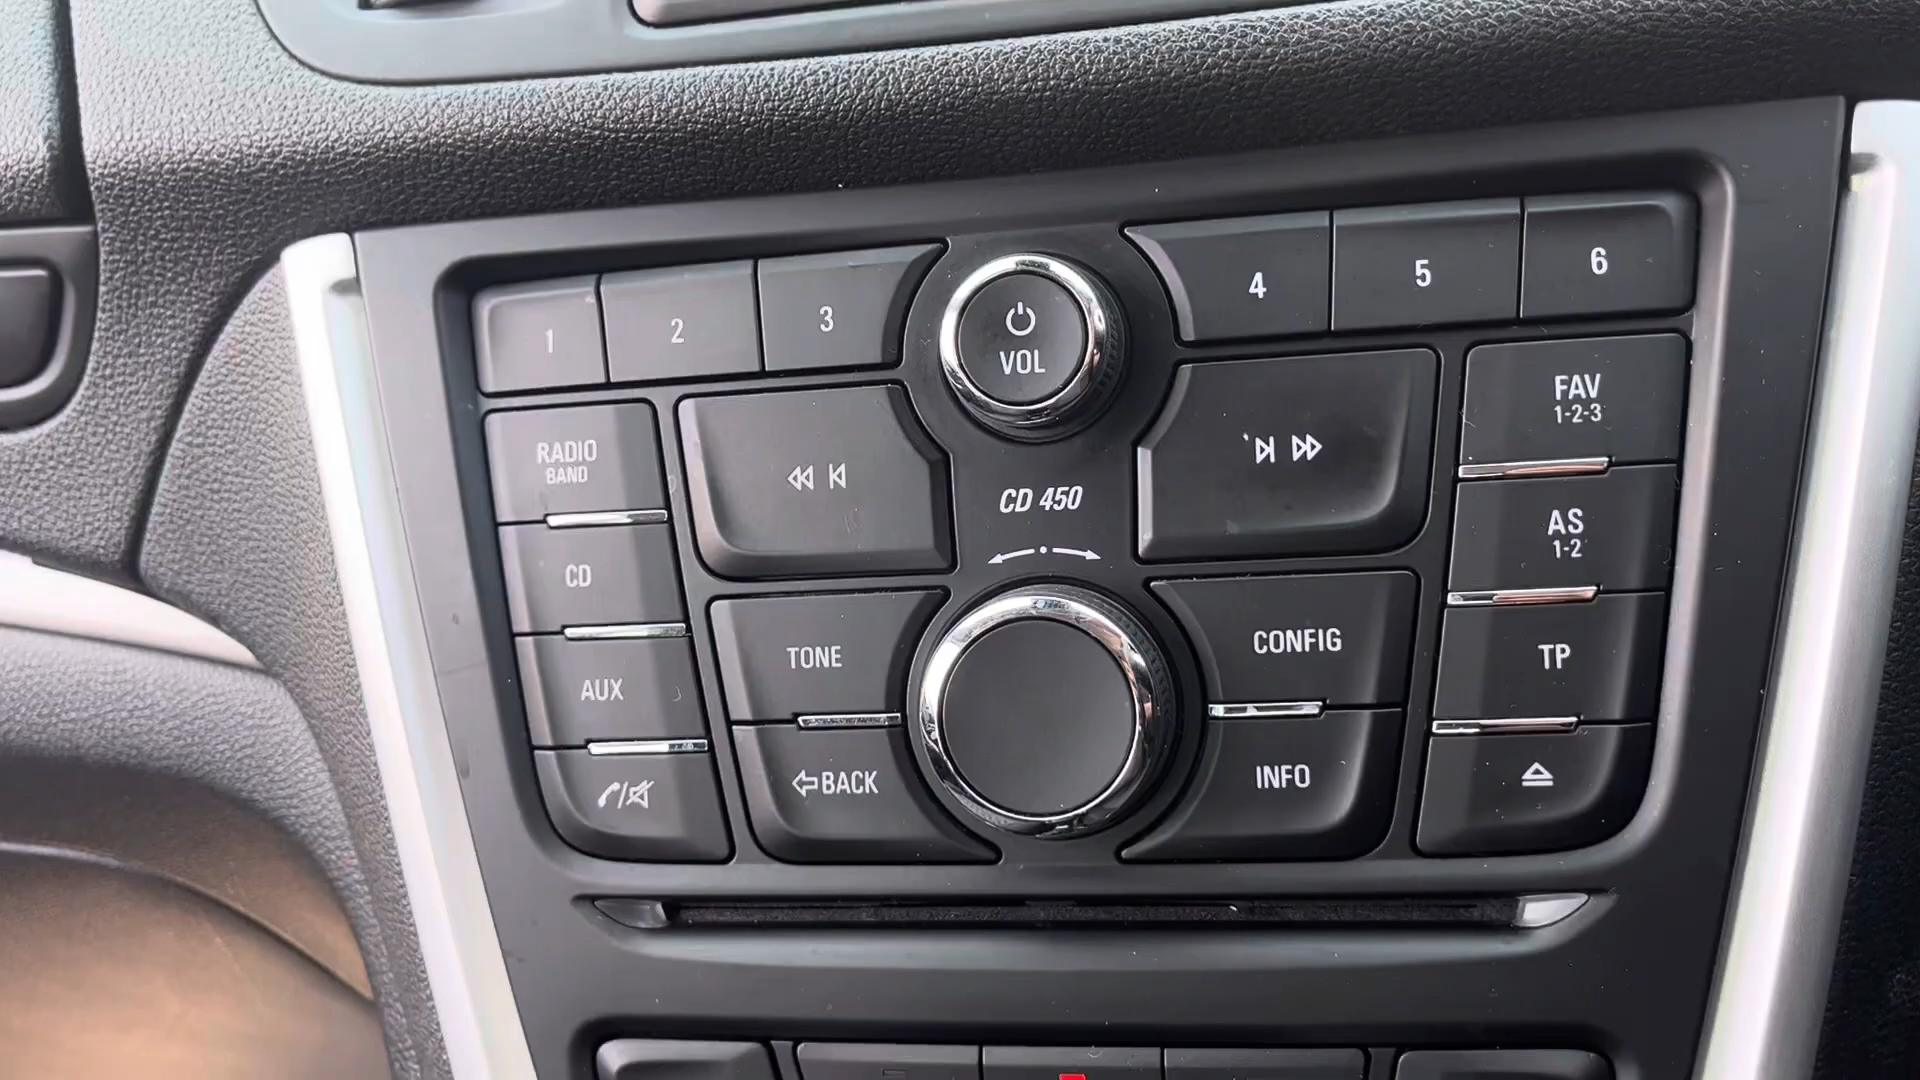 1
2
3
VOL
4
5
6
RADIO
BAND
FAV
1-2-3
CD 450
CD
AS
1-2
TONE
CONFIG
AUX
TP
BACK
INFO